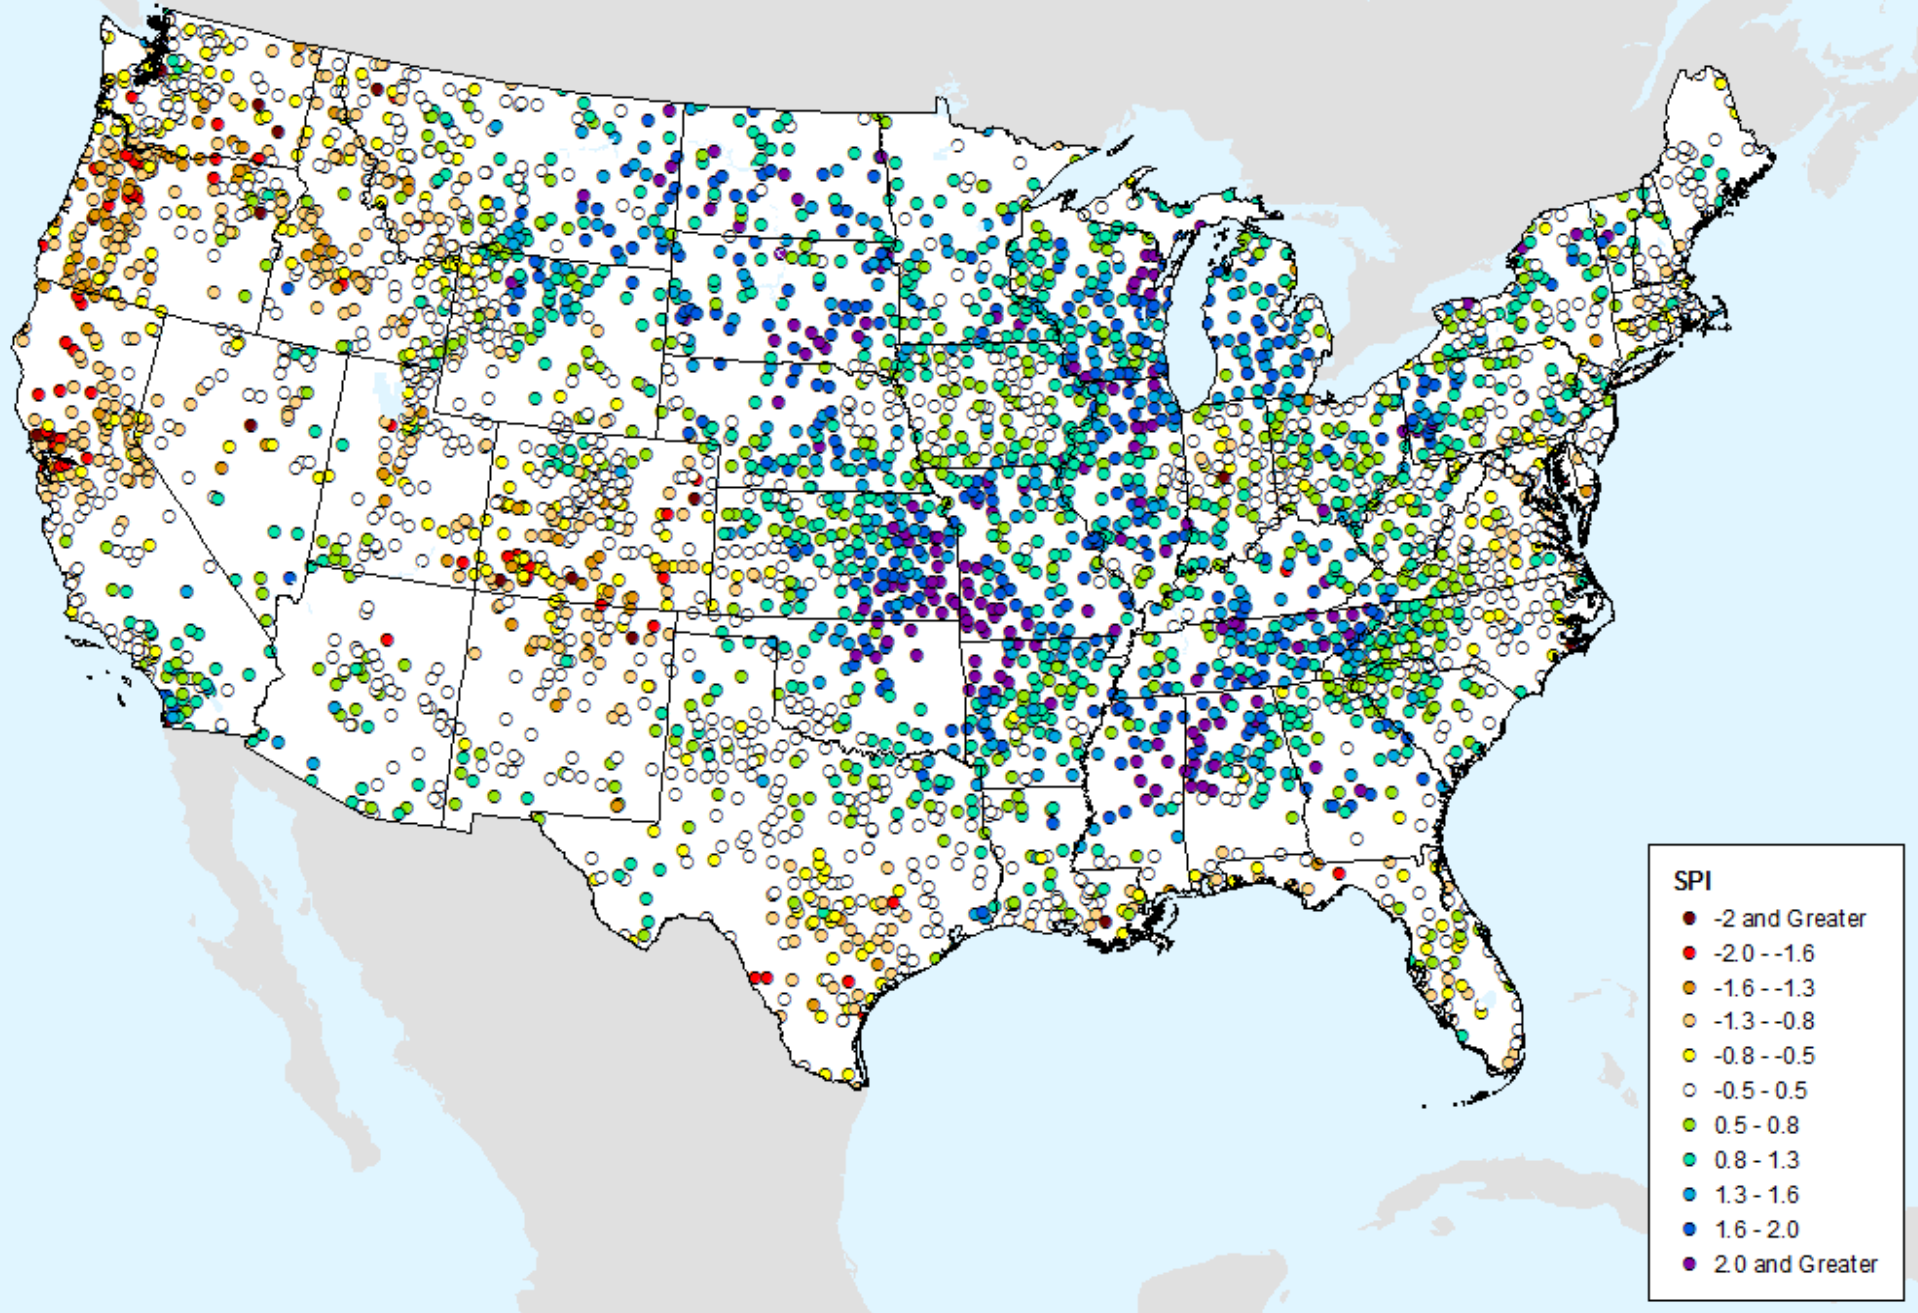 SPI
-2 and Greater
-2.0 - -1.6
-1.6 - -1.3
-1.3 - -0.8
-0.8 - -0.5
-0.5 - 0.5
0.5 - 0.8
0.8 - 1.3
1.3 - 1.6
1.6 - 2.0
2.0 and Greater